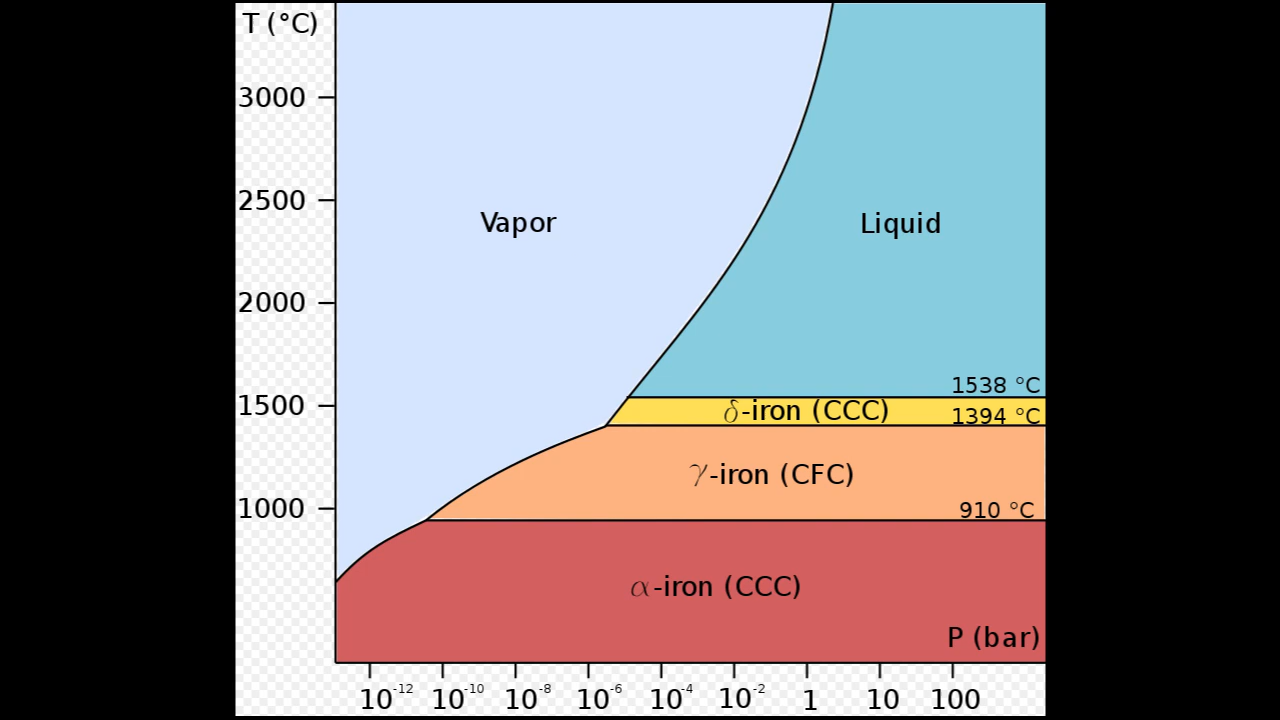 T (°C)
3000
2500
Vapor
Liquid
2000
1538 °C
1500
δ-iron (CCC)
1394 °C
γ-iron (CFC)
1000
910 °C
α-iron (CCC)
P (bar)
10⁻¹² 10⁻¹⁰ 10⁻⁸ 10⁻⁶ 10⁻⁴ 10⁻² 1 10 100